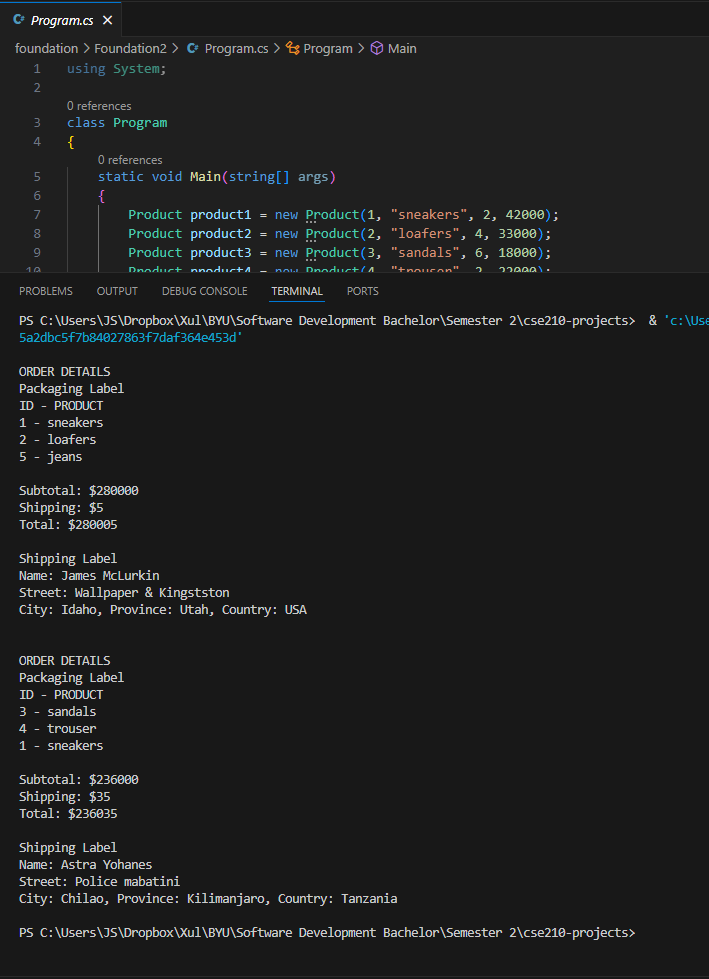 Program.cs
foundation > Foundation2 > Program.cs > Program > Main
1 using System;
2
0 references
3 class Program
4 {
0 references
5 static void Main(string[] args)
6 {
7 Product product1 = new Product(1, "sneakers", 2, 42000);
8 Product product2 = new Product(2, "loafers", 4, 33000);
9 Product product3 = new Product(3, "sandals", 6, 18000);
10 Product product4 = new Product(4, "trouser", 2, 22000);
PROBLEMS OUTPUT DEBUG CONSOLE TERMINAL PORTS
PS C:\Users\JS\Dropbox\Xul\BYU\Software Development Bachelor\Semester 2\cse210-projects> & 'c:\Use
5a2dbc5f7b84027863f7daf364e453d'
ORDER DETAILS
Packaging Label
ID - PRODUCT
1 - sneakers
2 - loafers
5 - jeans
Subtotal: $280000
Shipping: $5
Total: $280005
Shipping Label
Name: James McLurkin
Street: Wallpaper & Kingstston
City: Idaho, Province: Utah, Country: USA
ORDER DETAILS
Packaging Label
ID - PRODUCT
3 - sandals
4 - trouser
1 - sneakers
Subtotal: $236000
Shipping: $35
Total: $236035
Shipping Label
Name: Astra Yohanes
Street: Police mabatini
City: Chilao, Province: Kilimanjaro, Country: Tanzania
PS C:\Users\JS\Dropbox\Xul\BYU\Software Development Bachelor\Semester 2\cse210-projects>